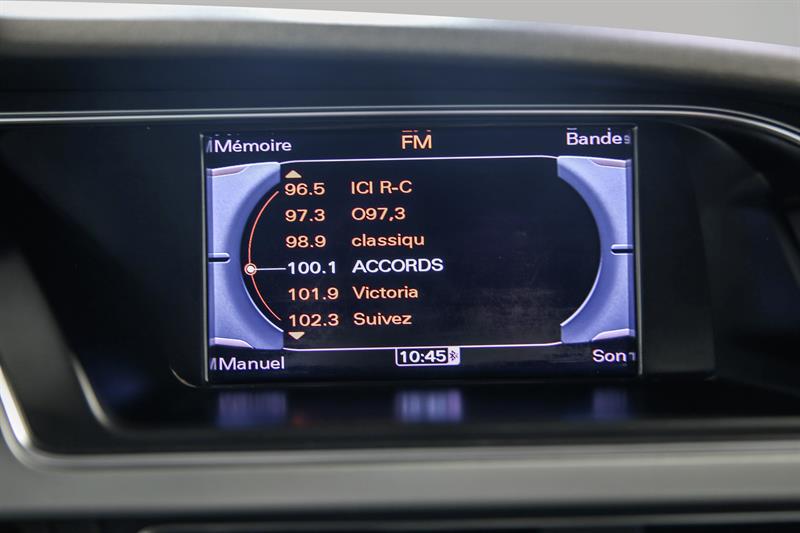 Mémoire FM Bandes
96.5 ICI R-C
97.3 O97,3
98.9 classiqu
100.1 ACCORDS
101.9 Victoria
102.3 Suivez
Manuel 10:45 Son